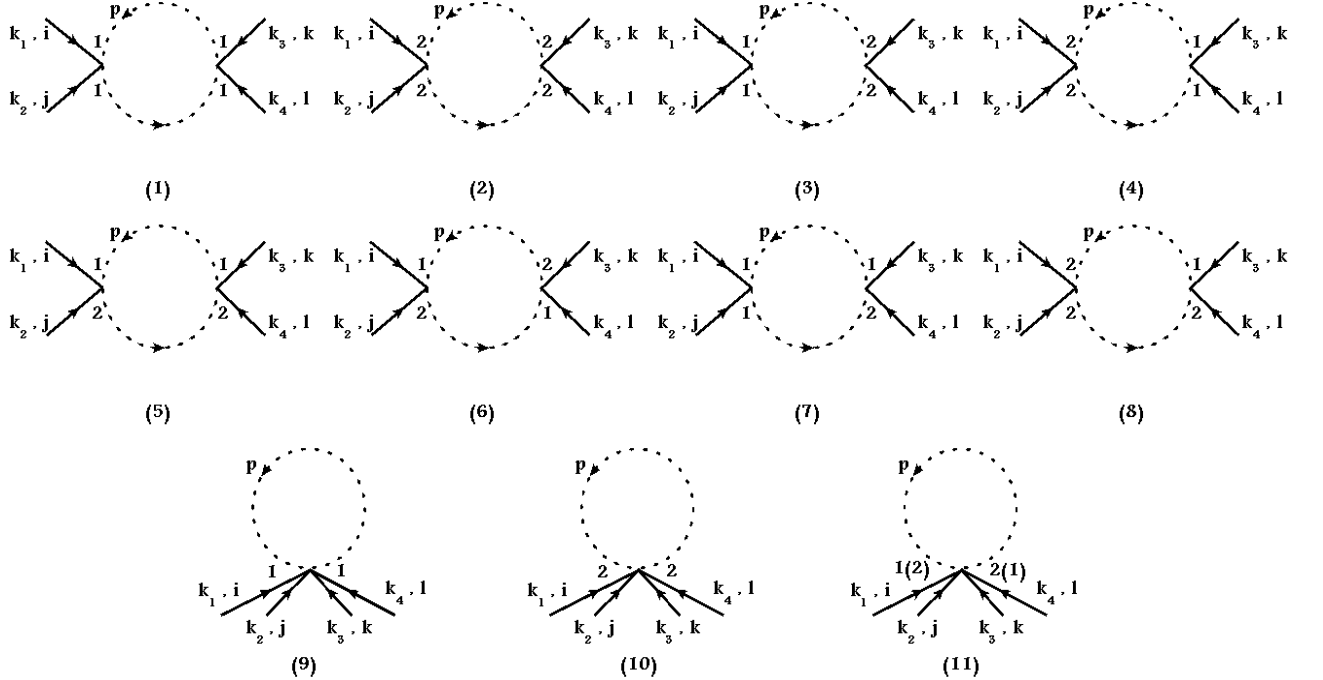 p p p p
k1 , i 1 1 k3 , k k1 , i 2 2 k3 , k k1 , i 1 2 k3 , k k1 , i 2 1 k3 , k
k2 , j 1 1 k4 , l k2 , j 2 2 k4 , l k2 , j 1 2 k4 , l k2 , j 2 1 k4 , l
(1) (2) (3) (4)
p p p p
k1 , i 1 1 k3 , k k1 , i 1 2 k3 , k k1 , i 1 1 k3 , k k1 , i 2 1 k3 , k
k2 , j 2 2 k4 , l k2 , j 2 1 k4 , l k2 , j 1 2 k4 , l k2 , j 2 2 k4 , l
(5) (6) (7) (8)
p p p
1 1 2 2 1(2) 2(1)
k1 , i k4 , l k1 , i k4 , l k1 , i k4 , l
k2 , j k3 , k k2 , j k3 , k k2 , j k3 , k
(9) (10) (11)